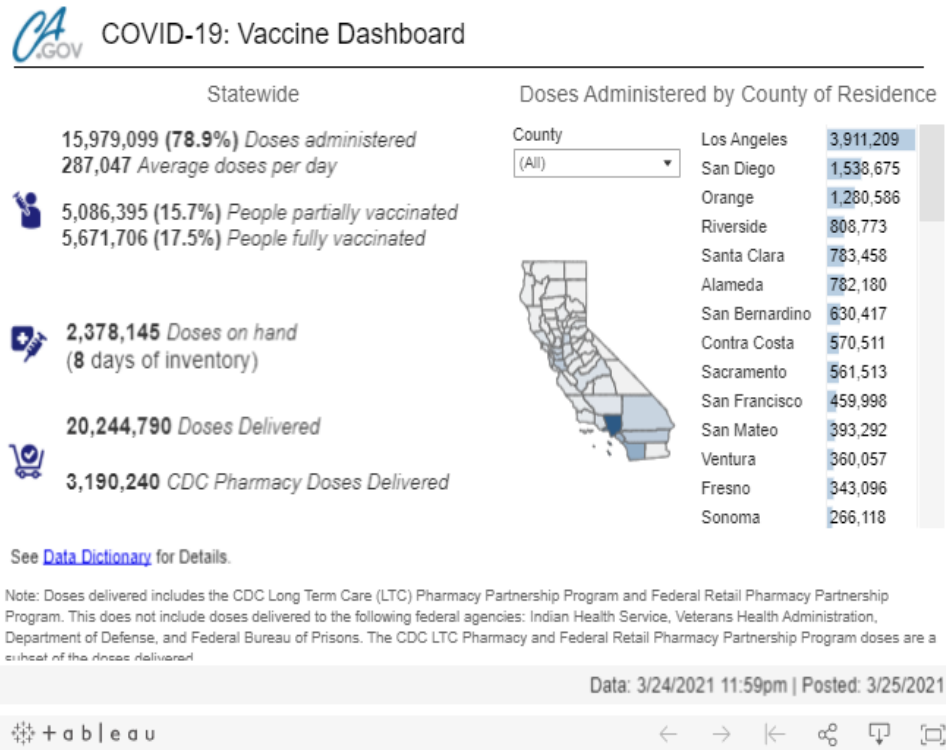 CA.GOV
COVID-19: Vaccine Dashboard
Statewide
15,979,099 (78.9%) Doses administered
287,047 Average doses per day
5,086,395 (15.7%) People partially vaccinated
5,671,706 (17.5%) People fully vaccinated
2,378,145 Doses on hand
(8 days of inventory)
20,244,790 Doses Delivered
3,190,240 CDC Pharmacy Doses Delivered
Doses Administered by County of Residence
County
(All)
Los Angeles 3,911,209
San Diego 1,538,675
Orange 1,280,586
Riverside 808,773
Santa Clara 783,458
Alameda 782,180
San Bernardino 630,417
Contra Costa 570,511
Sacramento 561,513
San Francisco 459,998
San Mateo 393,292
Ventura 360,057
Fresno 343,096
Sonoma 266,118
See Data Dictionary for Details.
Note: Doses delivered includes the CDC Long Term Care (LTC) Pharmacy Partnership Program and Federal Retail Pharmacy Partnership
Program. This does not include doses delivered to the following federal agencies: Indian Health Service, Veterans Health Administration,
Department of Defense, and Federal Bureau of Prisons. The CDC LTC Pharmacy and Federal Retail Pharmacy Partnership Program doses are a
subset of the doses delivered
Data: 3/24/2021 11:59pm | Posted: 3/25/2021
+ableau